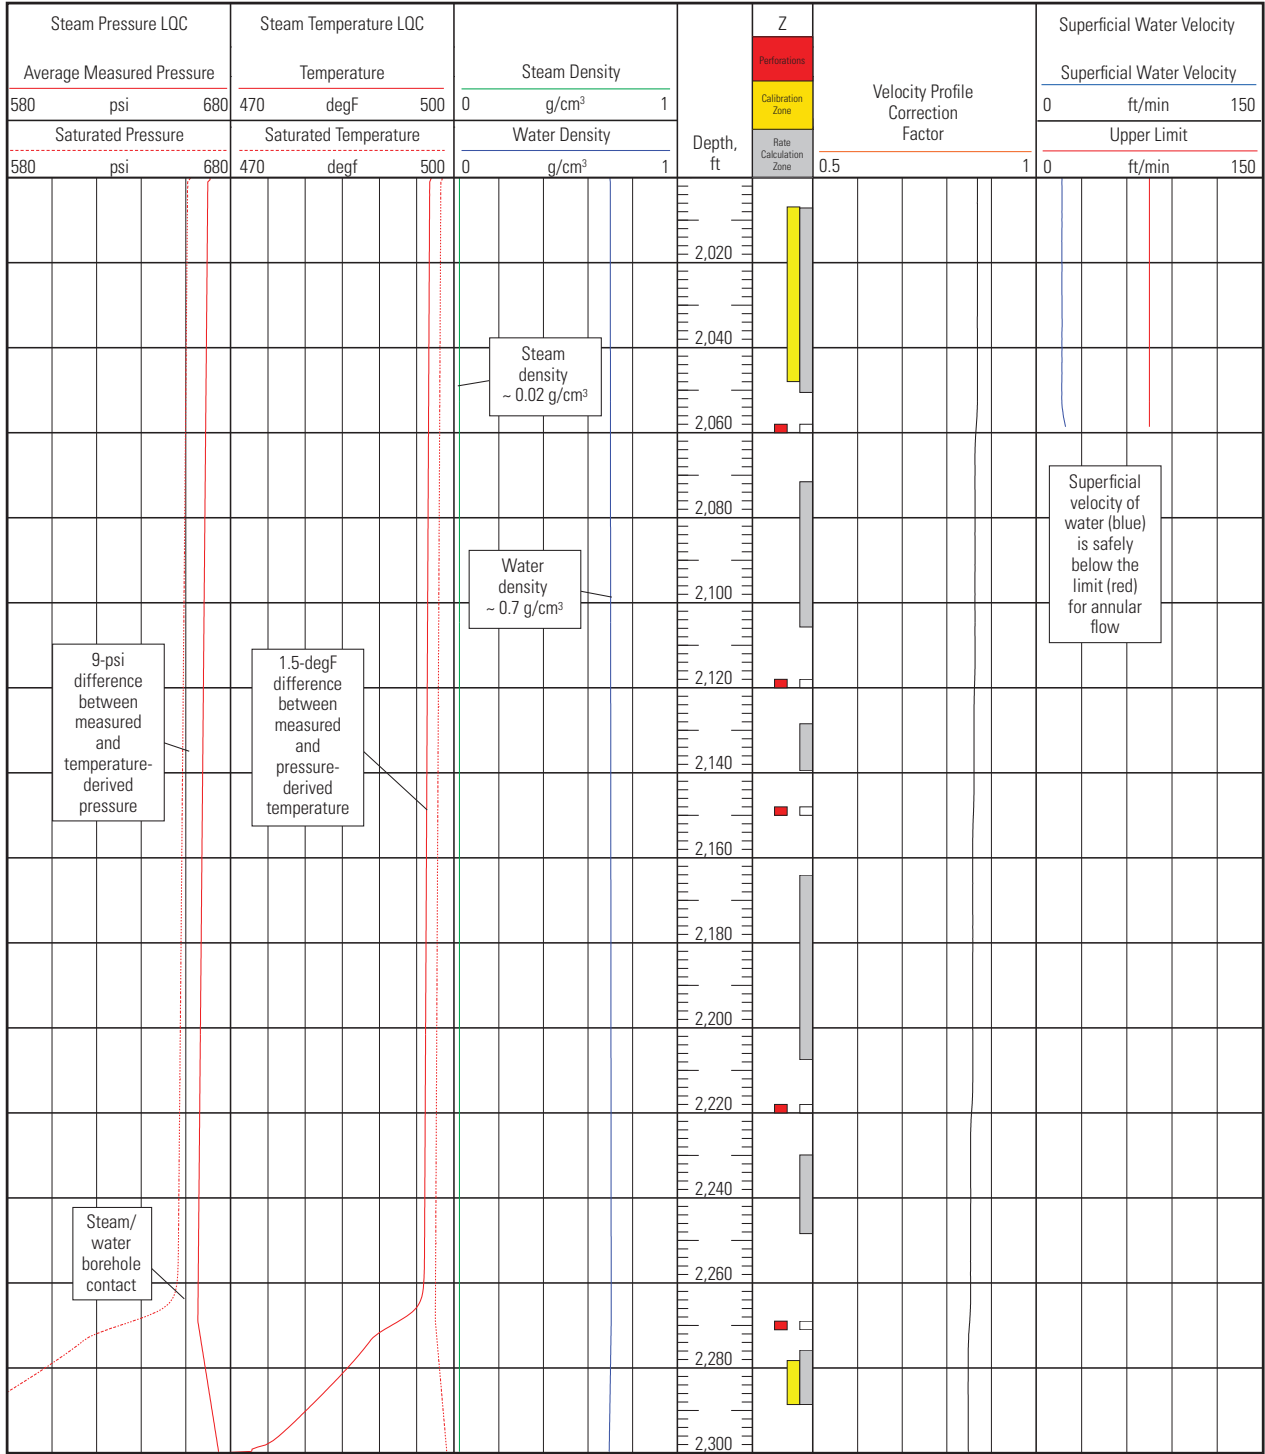 Steam Pressure LQC
Average Measured Pressure
580 psi 680
Saturated Pressure
580 psi 680
Steam Temperature LQC
Temperature
470 degF 500
Saturated Temperature
470 degf 500
Steam Density
0 g/cm³ 1
Water Density
0 g/cm³ 1
Depth,
ft
Z
Perforations
Calibration
Zone
Rate
Calculation
Zone
Velocity Profile
Correction
Factor
0.5 1
Superficial Water Velocity
Superficial Water Velocity
0 ft/min 150
Upper Limit
0 ft/min 150
2,020
2,040
2,060
2,080
2,100
2,120
2,140
2,160
2,180
2,200
2,220
2,240
2,260
2,280
2,300
Steam
density
~ 0.02 g/cm³
Water
density
~ 0.7 g/cm³
Superficial
velocity of
water (blue)
is safely
below the
limit (red)
for annular
flow
9-psi
difference
between
measured
and
temperature-
derived
pressure
1.5-degF
difference
between
measured
and
pressure-
derived
temperature
Steam/
water
borehole
contact